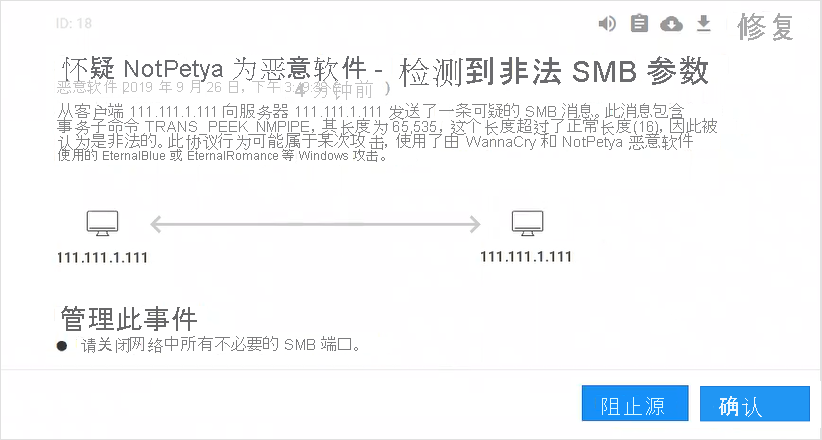 ID: 18
修复
怀疑 NotPetya 为恶意软件 - 检测到非法 SMB 参数
恶意软件 | 2019 年 9 月 26 日，下午 4 分钟前 )
从客户端 111.111.1.111 向服务器 111.111.1.111 发送了一条可疑的 SMB 消息。此消息包含
事务子命令 TRANS_PEEK_NMPIPE，其长度为 65,535，这个长度超过了正常长度(16)，因此被
认为是非法的。此协议行为可能属于某次攻击，使用了由 WannaCry 和 NotPetya 恶意软件
使用的 EternalBlue 或 EternalRomance 等 Windows 攻击。
111.111.1.111
111.111.1.111
管理此事件
● 请关闭网络中所有不必要的 SMB 端口。
阻止源
确认